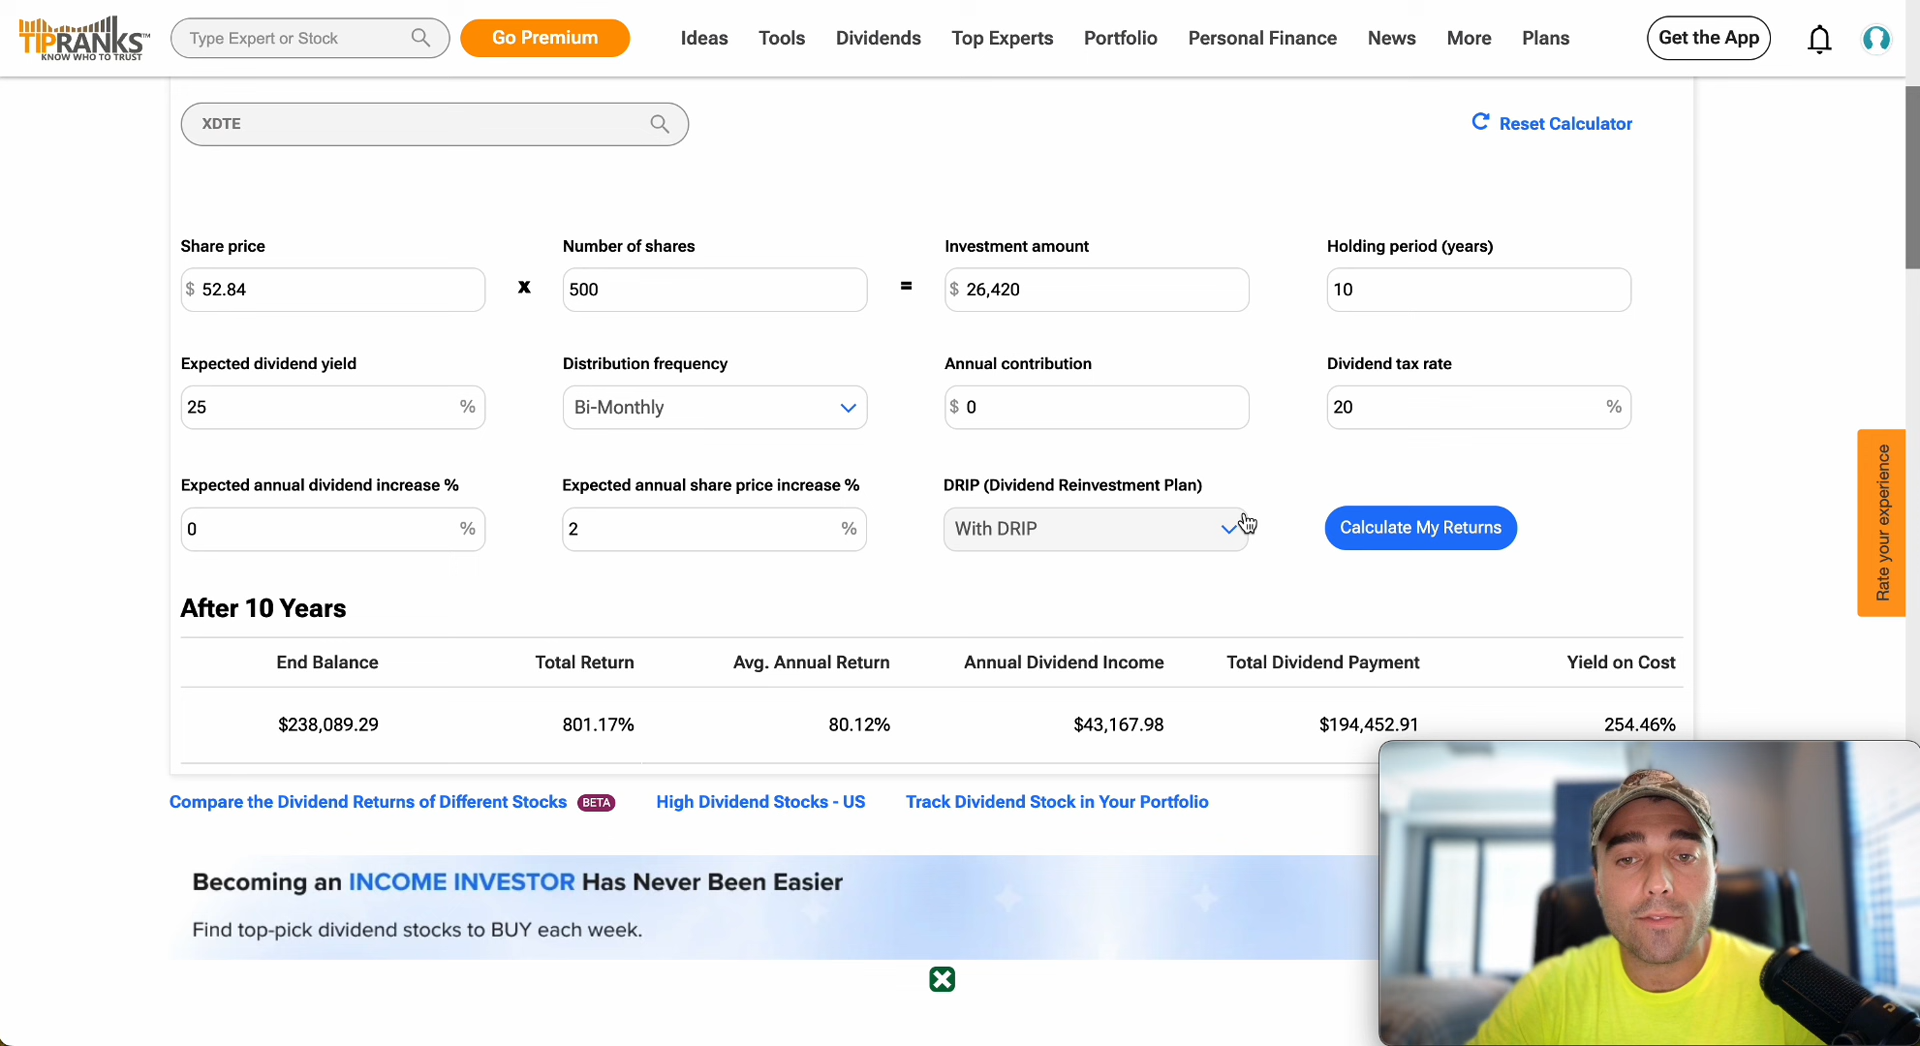 TIPRANKS™
KNOW WHO TO TRUST
Type Expert or Stock
Go Premium
Ideas
Tools
Dividends
Top Experts
Portfolio
Personal Finance
News
More
Plans
Get the App
XDTE
Reset Calculator
Share price
Number of shares
Investment amount
Holding period (years)
$ 52.84
x
500
=
$ 26,420
10
Expected dividend yield
Distribution frequency
Annual contribution
Dividend tax rate
25 %
Bi-Monthly
$ 0
20 %
Expected annual dividend increase %
Expected annual share price increase %
DRIP (Dividend Reinvestment Plan)
0 %
2 %
With DRIP
Calculate My Returns
Rate your experience
After 10 Years
End Balance
Total Return
Avg. Annual Return
Annual Dividend Income
Total Dividend Payment
Yield on Cost
$238,089.29
801.17%
80.12%
$43,167.98
$194,452.91
254.46%
Compare the Dividend Returns of Different Stocks BETA
High Dividend Stocks - US
Track Dividend Stock in Your Portfolio
Becoming an INCOME INVESTOR Has Never Been Easier
Find top-pick dividend stocks to BUY each week.